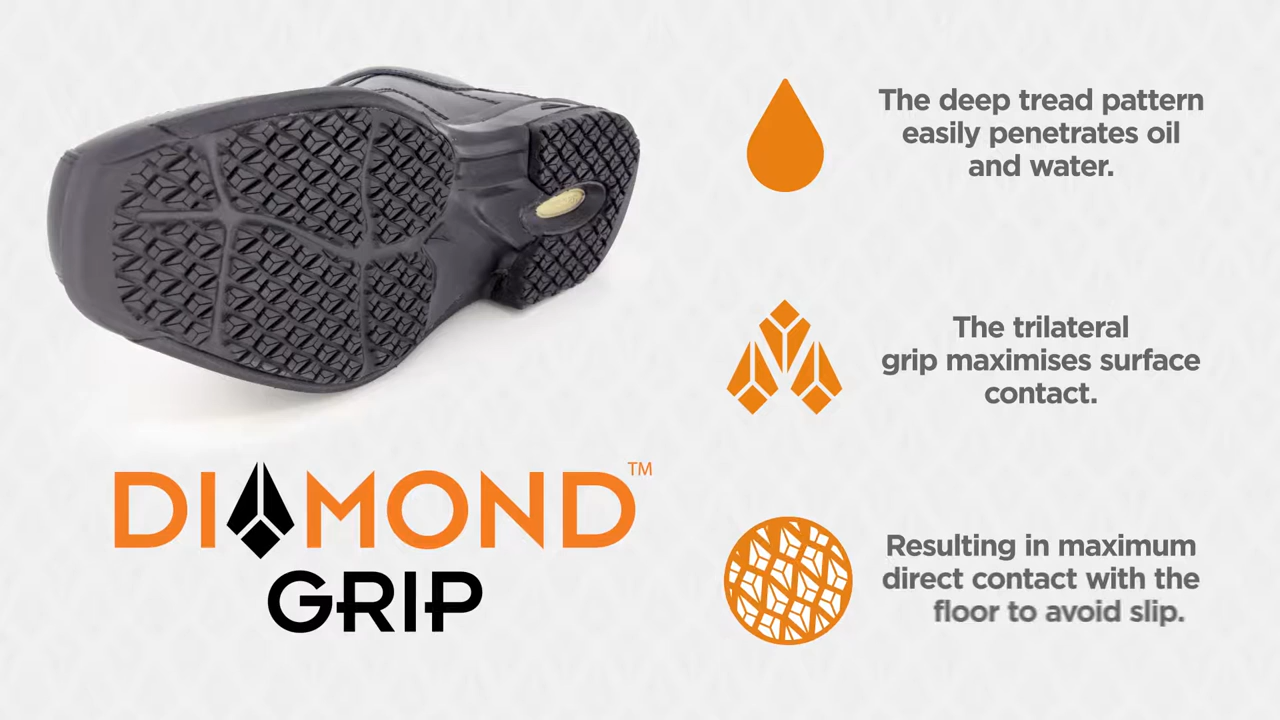 The deep tread pattern
easily penetrates oil
and water.
The trilateral
grip maximises surface
contact.
DIAMOND™
GRIP
Resulting in maximum
direct contact with the
floor to avoid slip.